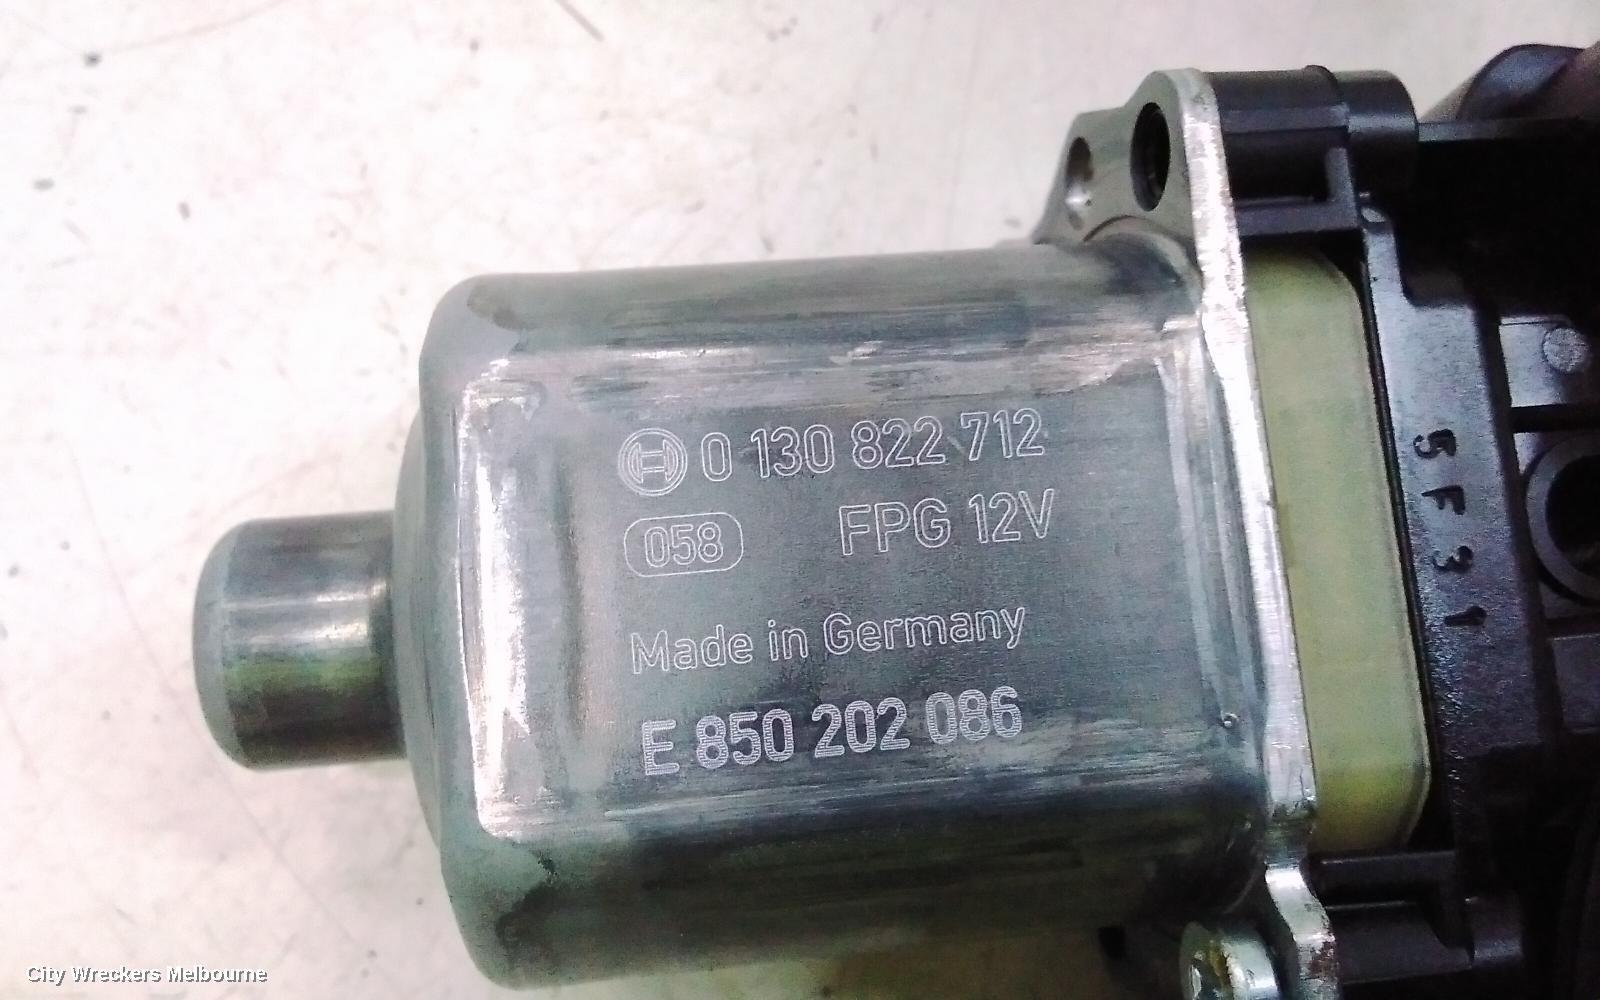 0 130 822 712
058 FPG 12V
Made in Germany
E 850 202 086
5F31
City Wreckers Melbourne